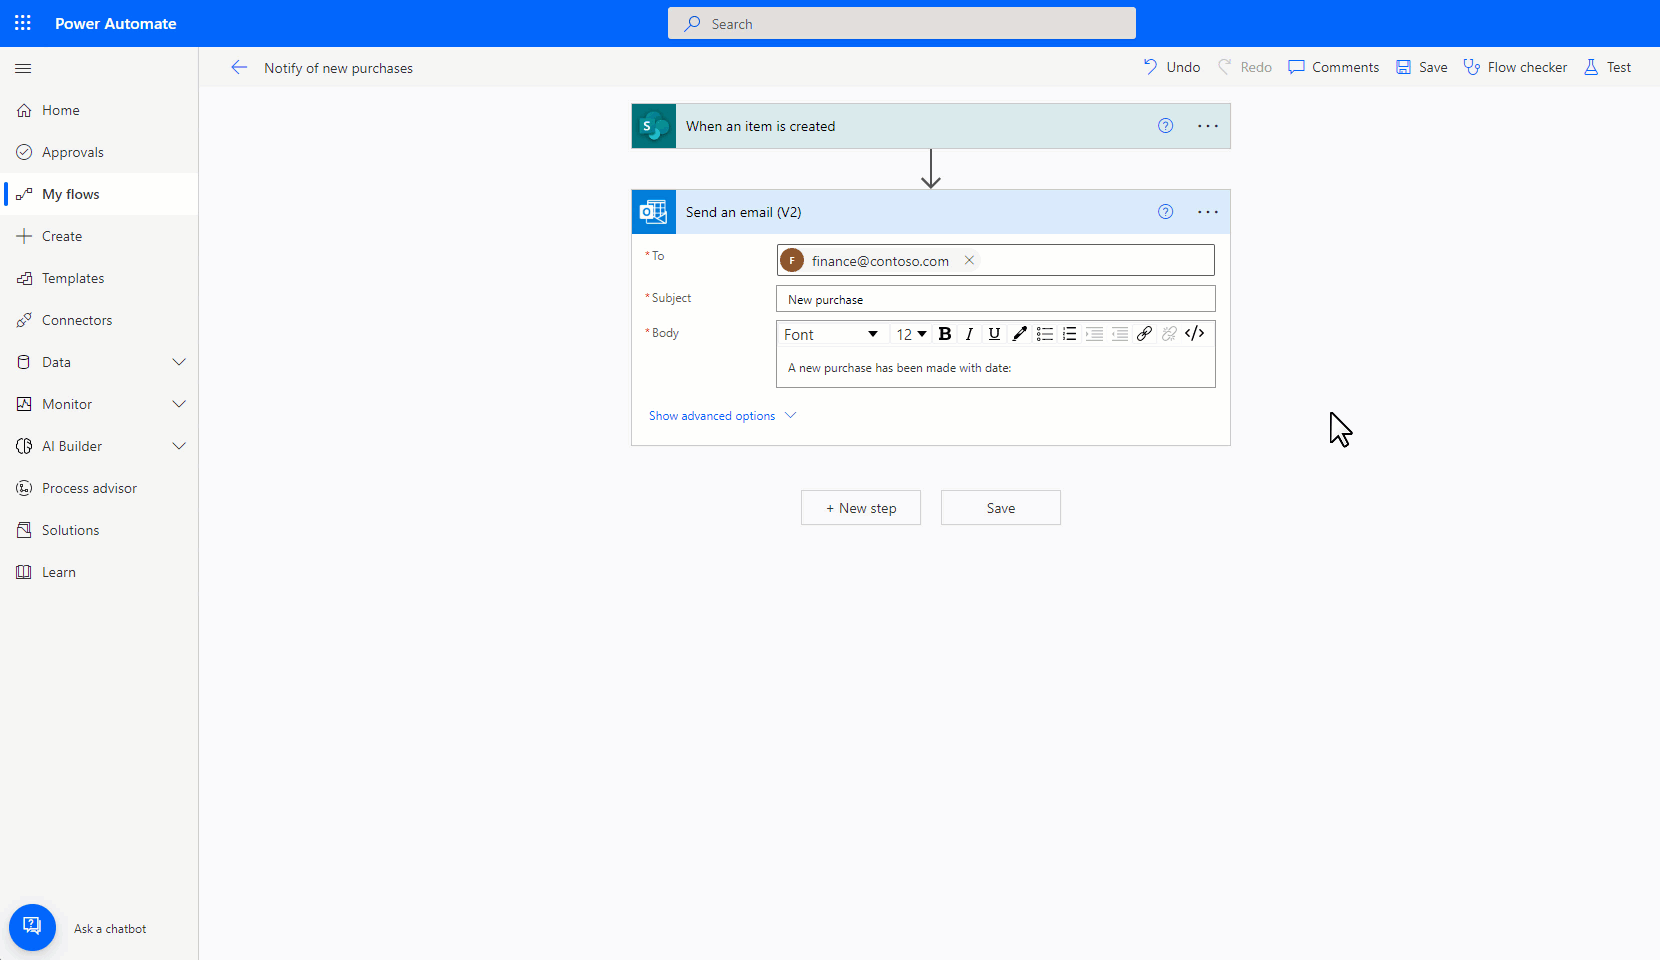 Power Automate
Search
Notify of new purchases
Undo
Redo
Comments
Save
Flow checker
Test
Home
Approvals
My flows
Create
Templates
Connectors
Data
Monitor
AI Builder
Process advisor
Solutions
Learn
Ask a chatbot
S
When an item is created
?
...
Send an email (V2)
?
...
* To
F finance@contoso.com
* Subject
New purchase
* Body
Font
12
B
I
U
</>
A new purchase has been made with date:
Show advanced options
+ New step
Save